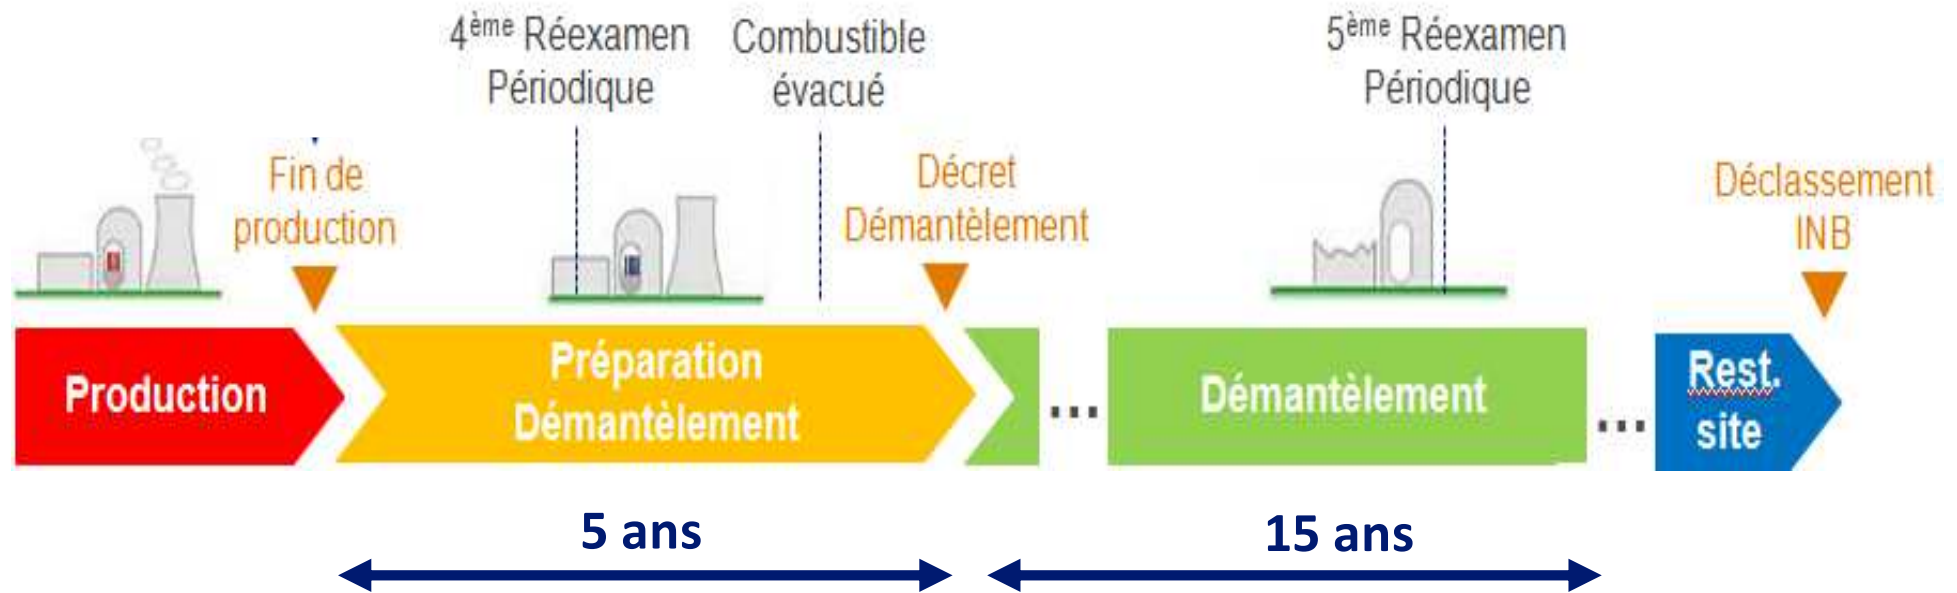 4ème Réexamen
Périodique
Combustible
évacué
5ème Réexamen
Périodique
Fin de
production
Décret
Démantèlement
Déclassement
INB
Production
Préparation
Démantèlement
...
Démantèlement
...
Rest.
site
5 ans
15 ans